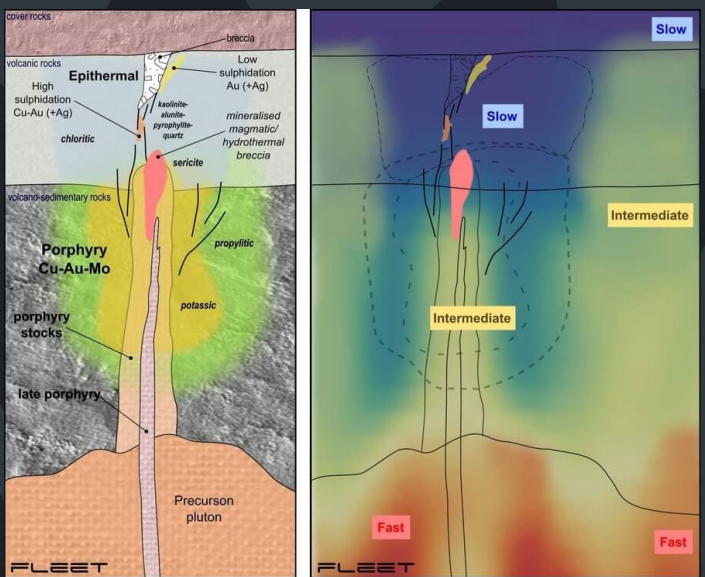 cover rocks
breccia
volcanic rocks
Epithermal
Low
sulphidation
Au (+Ag)
High
sulphidation
Cu-Au (+Ag)
kaolinite-
alunite-
pyrophylite-
quartz
mineralised
magmatic/
hydrothermal
breccia
chloritic
sericite
volcano-sedimentary rocks
Porphyry
Cu-Au-Mo
propylitic
potassic
porphyry
stocks
late porphyry
Precurson
pluton
FLEET
Slow
Slow
Intermediate
Intermediate
Fast
Fast
FLEET